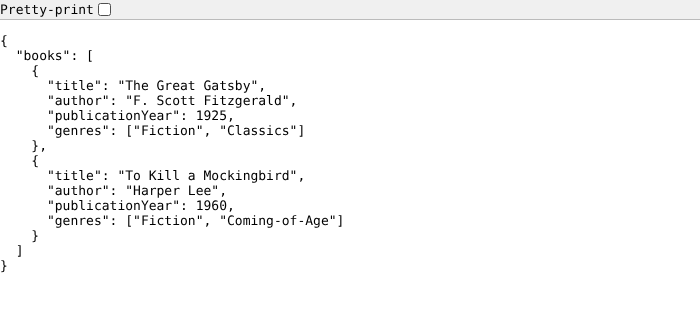 Pretty-print
{
  "books": [
    {
      "title": "The Great Gatsby",
      "author": "F. Scott Fitzgerald",
      "publicationYear": 1925,
      "genres": ["Fiction", "Classics"]
    },
    {
      "title": "To Kill a Mockingbird",
      "author": "Harper Lee",
      "publicationYear": 1960,
      "genres": ["Fiction", "Coming-of-Age"]
    }
  ]
}